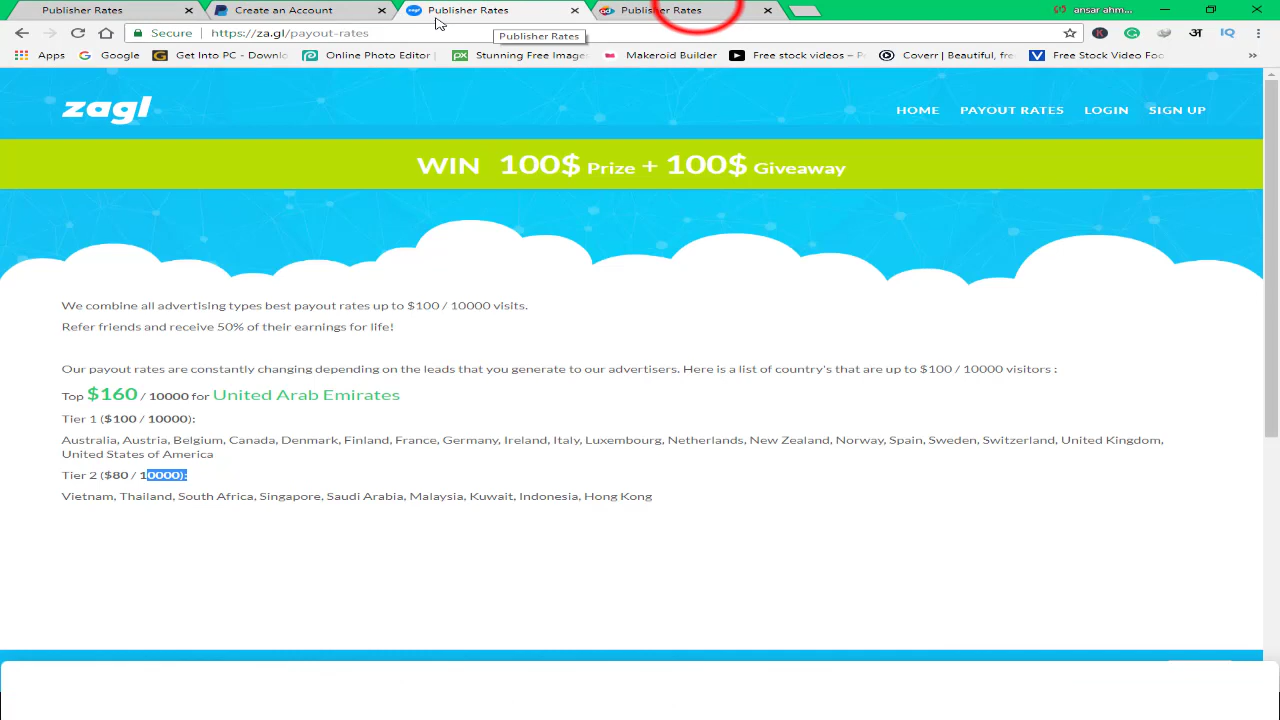 Publisher Rates
Create an Account
Publisher Rates
Publisher Rates
ansar ahm...
Secure
https://za.gl/payout-rates
Publisher Rates
Apps
Google
Get Into PC - Downlo
Online Photo Editor |
Stunning Free Image
Makeroid Builder
Free stock videos – P
Coverr | Beautiful, fre
Free Stock Video Foo
zagl
HOME
PAYOUT RATES
LOGIN
SIGN UP
WIN 100$ Prize + 100$ Giveaway
We combine all advertising types best payout rates up to $100 / 10000 visits.
Refer friends and receive 50% of their earnings for life!
Our payout rates are constantly changing depending on the leads that you generate to our advertisers. Here is a list of country's that are up to $100 / 10000 visitors :
Top $160 / 10000 for United Arab Emirates
Tier 1 ($100 / 10000):
Australia, Austria, Belgium, Canada, Denmark, Finland, France, Germany, Ireland, Italy, Luxembourg, Netherlands, New Zealand, Norway, Spain, Sweden, Switzerland, United Kingdom,
United States of America
Tier 2 ($80 / 10000):
Vietnam, Thailand, South Africa, Singapore, Saudi Arabia, Malaysia, Kuwait, Indonesia, Hong Kong